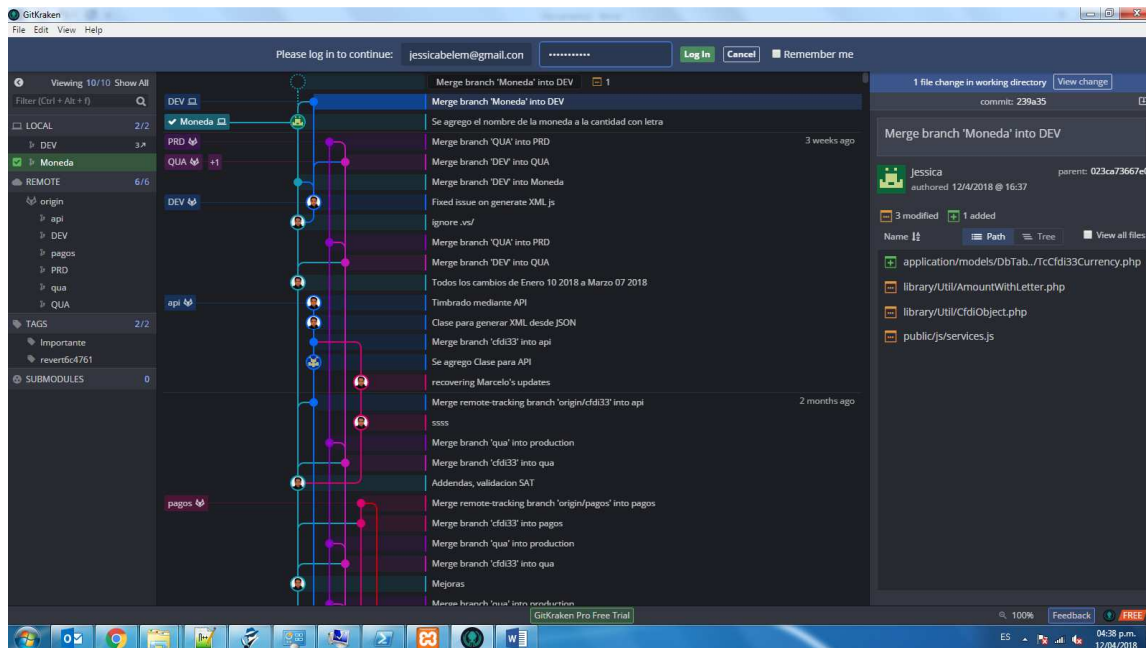 GitKraken
File Edit View Help
Please log in to continue: jessicabelem@gmail.con ••••••••••• Log In Cancel Remember me
Viewing 10/10 Show All
Filter (Ctrl + Alt + f)
LOCAL 2/2
DEV 3
Moneda
REMOTE 6/6
origin
api
DEV
pagos
PRD
qua
QUA
TAGS 2/2
Importante
revert6c4761
SUBMODULES 0
Merge branch 'Moneda' into DEV 1
DEV Merge branch 'Moneda' into DEV
Moneda Se agrego el nombre de la moneda a la cantidad con letra
PRD Merge branch 'QUA' into PRD 3 weeks ago
QUA +1 Merge branch 'DEV' into QUA
Merge branch 'DEV' into Moneda
DEV Fixed issue on generate XML js
ignore .vs/
Merge branch 'QUA' into PRD
Merge branch 'DEV' into QUA
Todos los cambios de Enero 10 2018 a Marzo 07 2018
api Timbrado mediante API
Clase para generar XML desde JSON
Merge branch 'cfdi33' into api
Se agrego Clase para API
recovering Marcelo's updates
Merge remote-tracking branch 'origin/cfdi33' into api 2 months ago
ssss
Merge branch 'qua' into production
Merge branch 'cfdi33' into qua
Addendas, validacion SAT
pagos Merge remote-tracking branch 'origin/pagos' into pagos
Merge branch 'cfdi33' into pagos
Merge branch 'qua' into production
Merge branch 'cfdi33' into qua
Mejoras
Merge branch 'qua' into production
1 file change in working directory View change
commit: 239a35
Merge branch 'Moneda' into DEV
Jessica parent: 023ca73667e
authored 12/4/2018 @ 16:37
3 modified 1 added
Name Path Tree View all files
application/models/DbTab../TcCfdi33Currency.php
library/Util/AmountWithLetter.php
library/Util/CfdiObject.php
public/js/services.js
GitKraken Pro Free Trial
100% Feedback FREE
ES 04:38 p.m.
12/04/2018